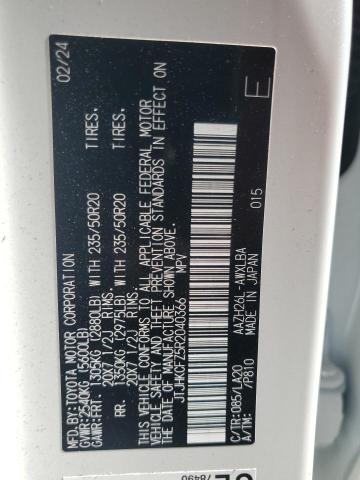 MFD. BY: TOYOTA MOTOR CORPORATION 02/24
GVWR: 2540KG (5600LB)
GAWR: FRT. 1305KG (2880LB) WITH 235/50R20 TIRES,
20X7 1/2J RIMS
RR. 1350KG (2975LB) WITH 235/50R20 TIRES,
20X7 1/2J RIMS
THIS VEHICLE CONFORMS TO ALL APPLICABLE FEDERAL MOTOR
VEHICLE SAFETY AND THEFT PREVENTION STANDARDS IN EFFECT ON
THE DATE OF MANUFACTURE SHOWN ABOVE.
JTJHKCFZ5R2040366 MPV
C/TR:085/LA20 AAZH26L-AWXLBA
/P810 MADE IN JAPAN 015
E
78490